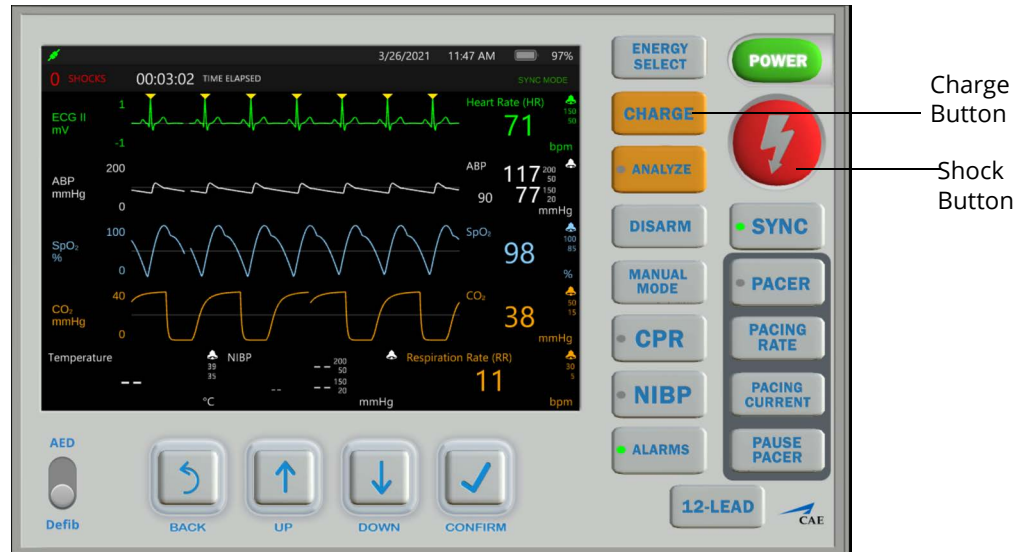 3/26/2021 11:47 AM 97%
0 SHOCKS 00:03:02 TIME ELAPSED SYNC MODE
ECG II
mV
1
-1
Heart Rate (HR)
150
50
71
bpm
ABP
mmHg
200
0
ABP
117
200
50
90
77
150
20
mmHg
SpO₂
%
100
0
SpO₂
100
85
98
%
CO₂
mmHg
40
0
CO₂
50
15
38
mmHg
Temperature
39
35
--
°C
NIBP
--
200
50
--
--
150
20
mmHg
Respiration Rate (RR)
30
5
11
bpm
ENERGY
SELECT
POWER
CHARGE
ANALYZE
DISARM
SYNC
MANUAL
MODE
PACER
CPR
PACING
RATE
NIBP
PACING
CURRENT
ALARMS
PAUSE
PACER
12-LEAD
CAE
AED
Defib
BACK
UP
DOWN
CONFIRM
Charge
Button
Shock
Button